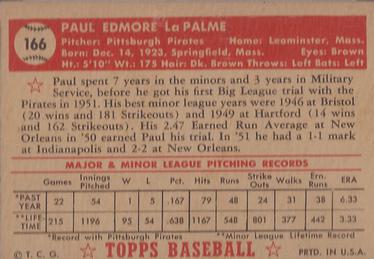 166
PAUL EDMORE La PALME
Pitcher: Pittsburgh Pirates Home: Leominster, Mass.
Born: Dec. 14, 1923, Springfield, Mass. Eyes: Brown
Ht.: 5'10" Wt.: 175 Hair: Dk. Brown Throws: Left Bats: Left
Paul spent 7 years in the minors and 3 years in Military
Service, before he got his first Big League trial with the
Pirates in 1951. His best minor league years were 1946 at Bristol
(20 wins and 181 Strikeouts) and 1949 at Hartford (14 wins
and 162 Strikeouts). His 2.47 Earned Run Average at New
Orleans in '50 earned Paul his trial. In '51 he had a 1-1 mark
at Indianapolis and 2-2 at New Orleans.
MAJOR & MINOR LEAGUE PITCHING RECORDS
Games Innings Pitched W L Pct. Hits Runs Strike Outs Walks Earn. Runs ERA
*PAST YEAR 22 54 1 5 .167 79 48 24 31 38 6.33
**LIFE-TIME 215 1196 95 54 .638 1167 548 801 377 442 3.33
*Record with Pittsburgh Pirates **Minor League Lifetime Record
© T. C. G. TOPPS BASEBALL PRTD. IN U.S.A.